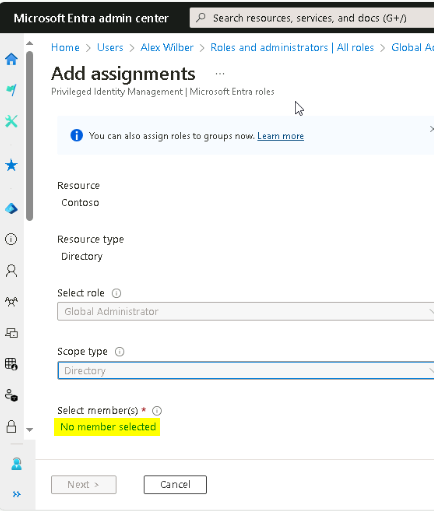 Microsoft Entra admin center
Search resources, services, and docs (G+/)
Home > Users > Alex Wilber > Roles and administrators | All roles > Global A
Add assignments ...
Privileged Identity Management | Microsoft Entra roles
You can also assign roles to groups now. Learn more
Resource
Contoso
Resource type
Directory
Select role
Global Administrator
Scope type
Directory
Select member(s) *
No member selected
Next >
Cancel